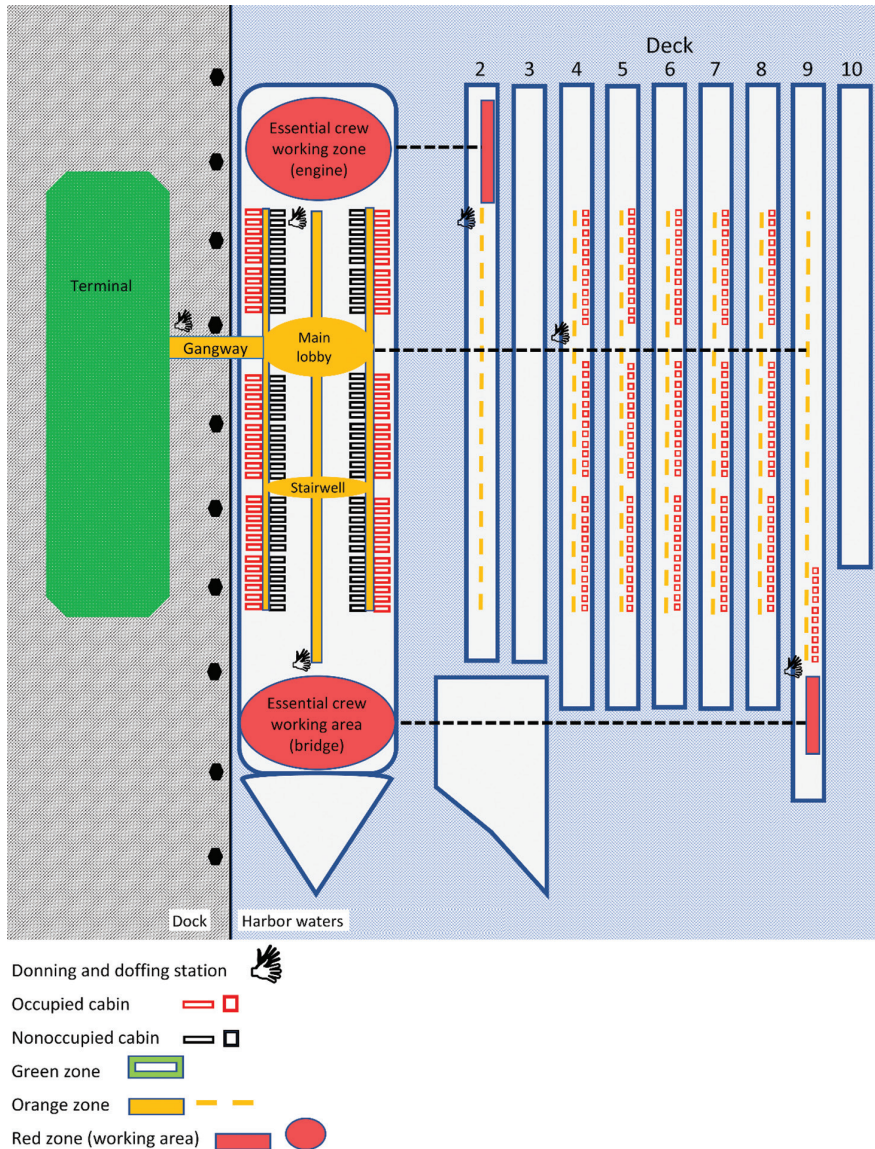 Deck
2 3 4 5 6 7 8 9 10
Essential crew
working zone
(engine)
Terminal
Gangway
Main
lobby
Stairwell
Essential crew
working area
(bridge)
Dock
Harbor waters
Donning and doffing station
Occupied cabin
Nonoccupied cabin
Green zone
Orange zone
Red zone (working area)